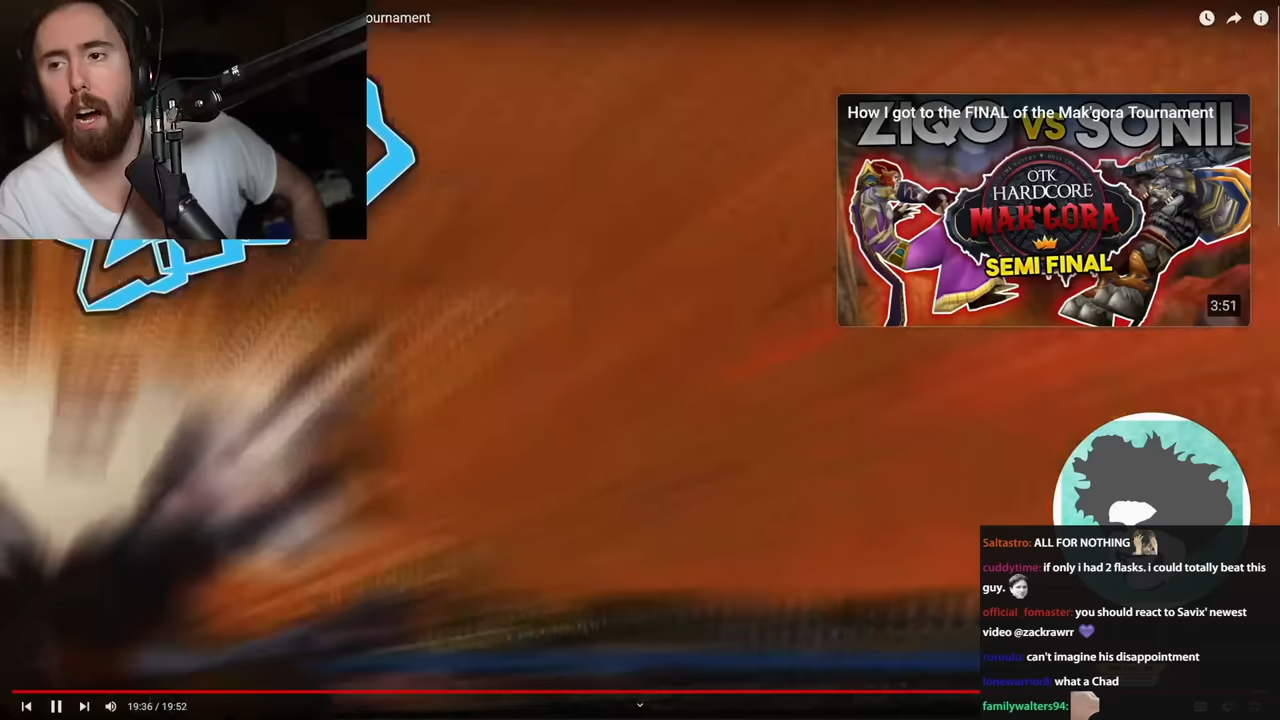 ournament
How I got to the FINAL of the Mak'gora Tournament
ZIQO VS SONII
OTK
HARDCORE
MAK'GORA
SEMI FINAL
3:51
Saltastro: ALL FOR NOTHING
cuddytime: if only i had 2 flasks. i could totally beat this
guy.
official_fomaster: you should react to Savix' newest
video @zackrawrr
can't imagine his disappointment
lonewarrior8: what a Chad
familywalters94:
19:36 / 19:52